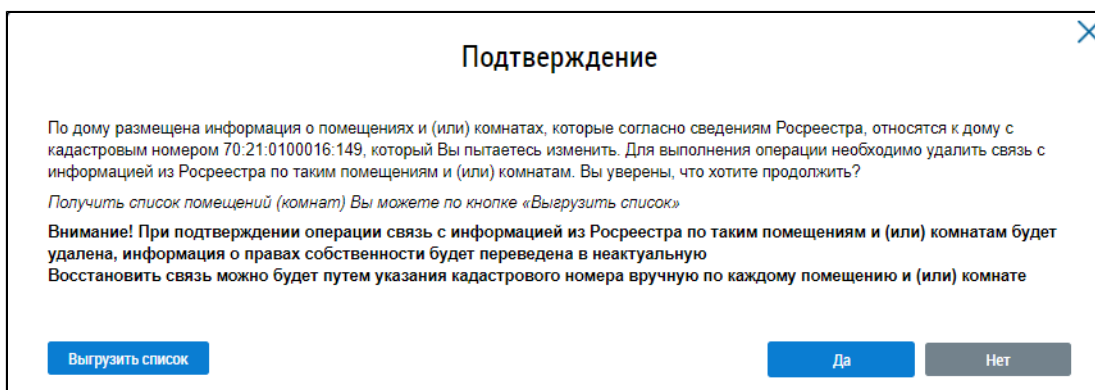 Подтверждение
По дому размещена информация о помещениях и (или) комнатах, которые согласно сведениям Росреестра, относятся к дому с
кадастровым номером 70:21:0100016:149, который Вы пытаетесь изменить. Для выполнения операции необходимо удалить связь с
информацией из Росреестра по таким помещениям и (или) комнатам. Вы уверены, что хотите продолжить?
Получить список помещений (комнат) Вы можете по кнопке «Выгрузить список»
Внимание! При подтверждении операции связь с информацией из Росреестра по таким помещениям и (или) комнатам будет
удалена, информация о правах собственности будет переведена в неактуальную
Восстановить связь можно будет путем указания кадастрового номера вручную по каждому помещению и (или) комнате
Выгрузить список
Да
Нет